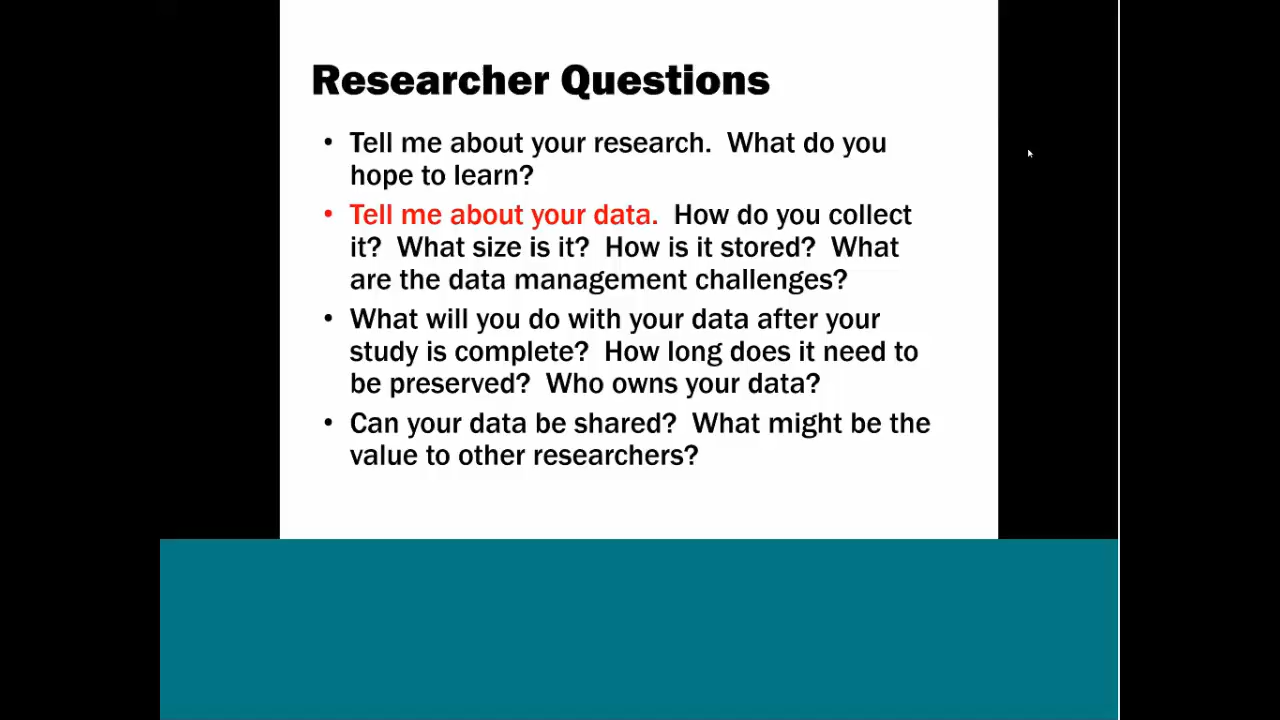 Researcher Questions
• Tell me about your research.  What do you
hope to learn?
• Tell me about your data.  How do you collect
it?  What size is it?  How is it stored?  What
are the data management challenges?
• What will you do with your data after your
study is complete?  How long does it need to
be preserved?  Who owns your data?
• Can your data be shared?  What might be the
value to other researchers?